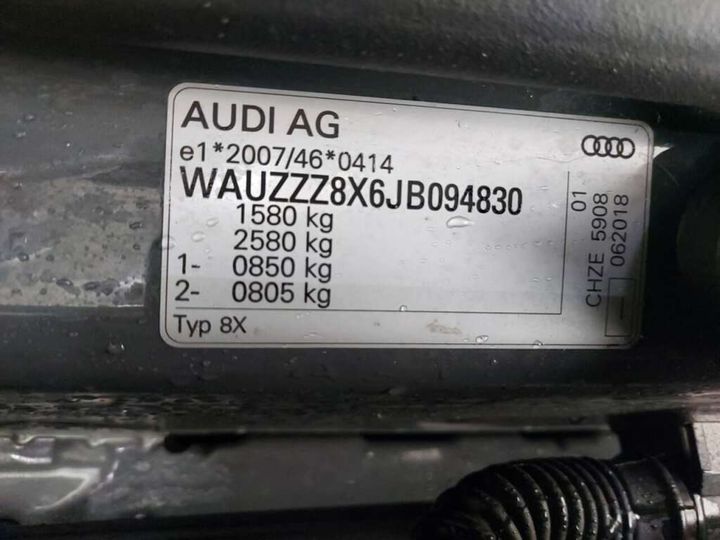 AUDI AG
e1*2007/46*0414
WAUZZZ8X6JB094830
1580 kg
2580 kg
1- 0850 kg
2- 0805 kg
Typ 8X
01
CHZE 5908
062018